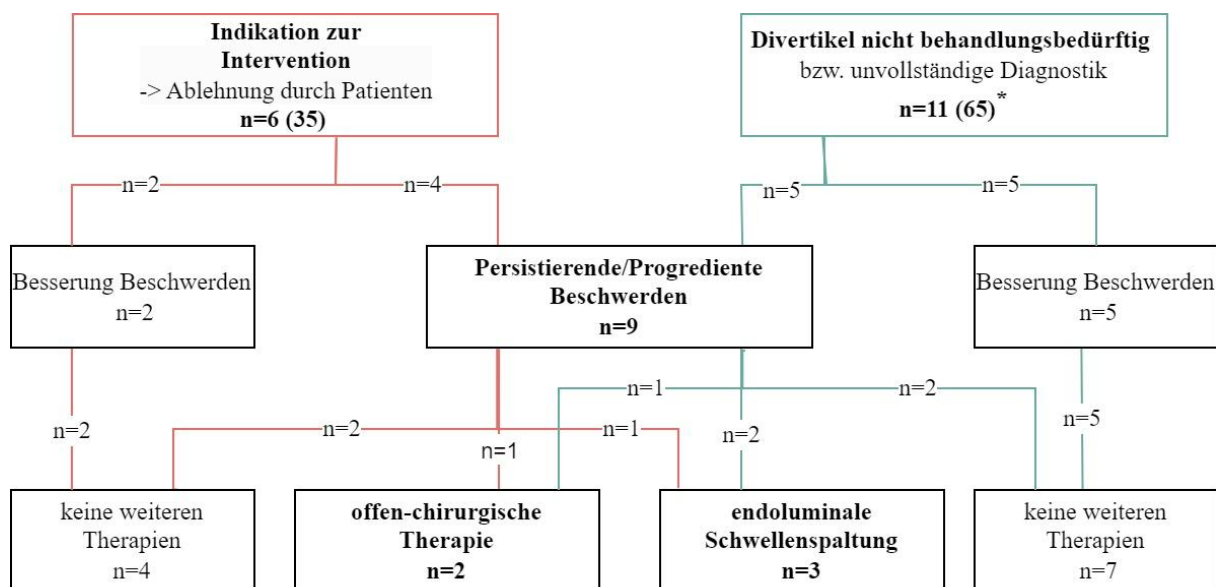 Indikation zur
Intervention
-> Ablehnung durch Patienten
n=6 (35)
Divertikel nicht behandlungsbedürftig
bzw. unvollständige Diagnostik
n=11 (65)*
n=2
n=4
n=5
n=5
Besserung Beschwerden
n=2
Persistierende/Progrediente
Beschwerden
n=9
Besserung Beschwerden
n=5
n=2
n=2
n=1
n=1
n=1
n=2
n=2
n=5
keine weiteren
Therapien
n=4
offen-chirurgische
Therapie
n=2
endoluminale
Schwellenspaltung
n=3
keine weiteren
Therapien
n=7